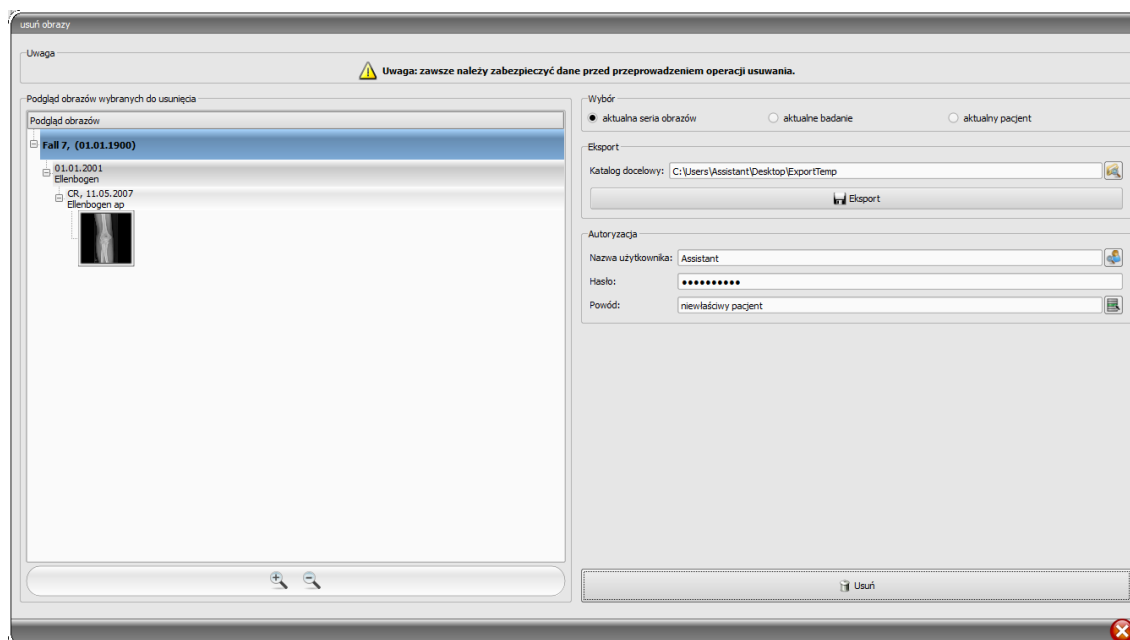 usuń obrazy
Uwaga
Uwaga: zawsze należy zabezpieczyć dane przed przeprowadzeniem operacji usuwania.
Podgląd obrazów wybranych do usunięcia
Podgląd obrazów
Fall 7, (01.01.1900)
01.01.2001
Ellenbogen
CR, 11.05.2007
Ellenbogen ap
Wybór
aktualna seria obrazów
aktualne badanie
aktualny pacjent
Eksport
Katalog docelowy: C:\Users\Assistant\Desktop\ExportTemp
Eksport
Autoryzacja
Nazwa użytkownika: Assistant
Hasło: ●●●●●●●●●●
Powód: niewłaściwy pacjent
Usuń